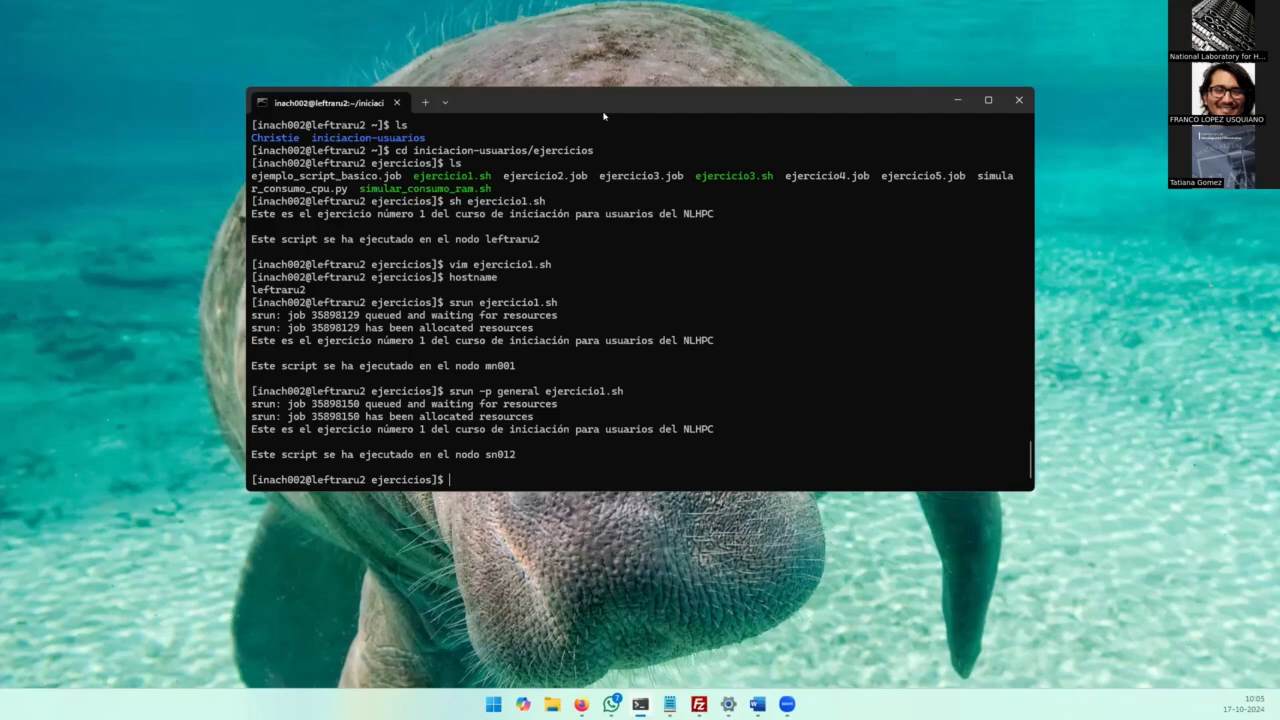 National Laboratory for H...
FRANCO LOPEZ USQUIANO
Tatiana Gomez
inach002@leftraru2:~/iniciaci
[inach002@leftraru2 ~]$ ls
Christie  iniciacion-usuarios
[inach002@leftraru2 ~]$ cd iniciacion-usuarios/ejercicios
[inach002@leftraru2 ejercicios]$ ls
ejemplo_script_basico.job  ejercicio1.sh  ejercicio2.job  ejercicio3.job  ejercicio3.sh  ejercicio4.job  ejercicio5.job  simula
r_consumo_cpu.py  simular_consumo_ram.sh
[inach002@leftraru2 ejercicios]$ sh ejercicio1.sh
Este es el ejercicio número 1 del curso de iniciación para usuarios del NLHPC
Este script se ha ejecutado en el nodo leftraru2
[inach002@leftraru2 ejercicios]$ vim ejercicio1.sh
[inach002@leftraru2 ejercicios]$ hostname
leftraru2
[inach002@leftraru2 ejercicios]$ srun ejercicio1.sh
srun: job 35898129 queued and waiting for resources
srun: job 35898129 has been allocated resources
Este es el ejercicio número 1 del curso de iniciación para usuarios del NLHPC
Este script se ha ejecutado en el nodo mn001
[inach002@leftraru2 ejercicios]$ srun -p general ejercicio1.sh
srun: job 35898150 queued and waiting for resources
srun: job 35898150 has been allocated resources
Este es el ejercicio número 1 del curso de iniciación para usuarios del NLHPC
Este script se ha ejecutado en el nodo sn012
[inach002@leftraru2 ejercicios]$
7
10:05
17-10-2024